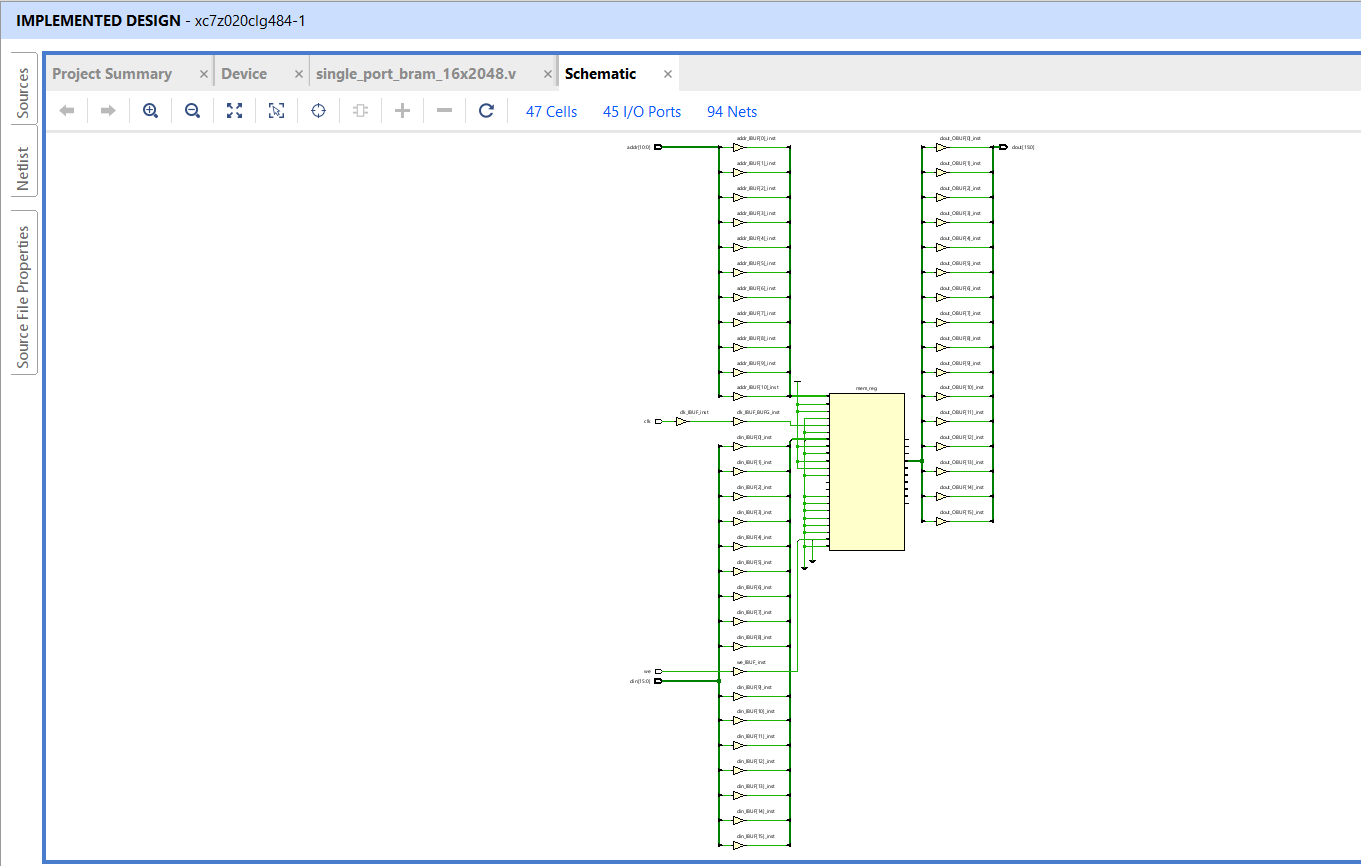 IMPLEMENTED DESIGN - xc7z020clg484-1
Sources
Netlist
Source File Properties
Project Summary
Device
single_port_bram_16x2048.v
Schematic
47 Cells
45 I/O Ports
94 Nets
addr[10:0]
addr_IBUF[0]_inst
addr_IBUF[1]_inst
addr_IBUF[2]_inst
addr_IBUF[3]_inst
addr_IBUF[4]_inst
addr_IBUF[5]_inst
addr_IBUF[6]_inst
addr_IBUF[7]_inst
addr_IBUF[8]_inst
addr_IBUF[9]_inst
addr_IBUF[10]_inst
clk
clk_IBUF_inst
clk_IBUF_BUFG_inst
din_IBUF[0]_inst
din_IBUF[1]_inst
din_IBUF[2]_inst
din_IBUF[3]_inst
din_IBUF[4]_inst
din_IBUF[5]_inst
din_IBUF[6]_inst
din_IBUF[7]_inst
din_IBUF[8]_inst
we
we_IBUF_inst
din[15:0]
din_IBUF[9]_inst
din_IBUF[10]_inst
din_IBUF[11]_inst
din_IBUF[12]_inst
din_IBUF[13]_inst
din_IBUF[14]_inst
din_IBUF[15]_inst
mem_reg
dout_OBUF[0]_inst
dout[15:0]
dout_OBUF[1]_inst
dout_OBUF[2]_inst
dout_OBUF[3]_inst
dout_OBUF[4]_inst
dout_OBUF[5]_inst
dout_OBUF[6]_inst
dout_OBUF[7]_inst
dout_OBUF[8]_inst
dout_OBUF[9]_inst
dout_OBUF[10]_inst
dout_OBUF[11]_inst
dout_OBUF[12]_inst
dout_OBUF[13]_inst
dout_OBUF[14]_inst
dout_OBUF[15]_inst